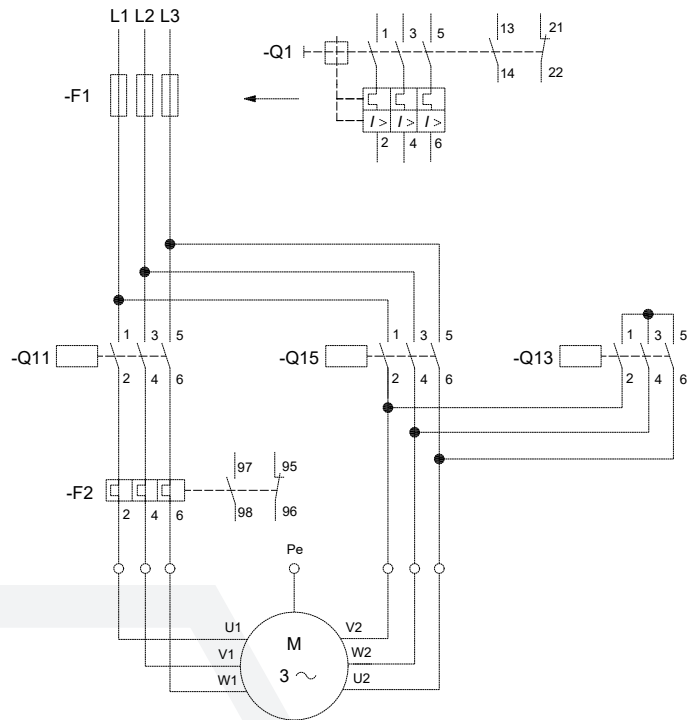 L1 L2 L3
-Q1
1 3 5
13
21
14
22
-F1
I > I > I >
2 4 6
-Q11
1 3 5
2 4 6
-Q15
1 3 5
2 4 6
-Q13
1 3 5
2 4 6
-F2
97
95
98
96
2 4 6
Pe
U1
V2
M
V1
W2
3 ~
W1
U2